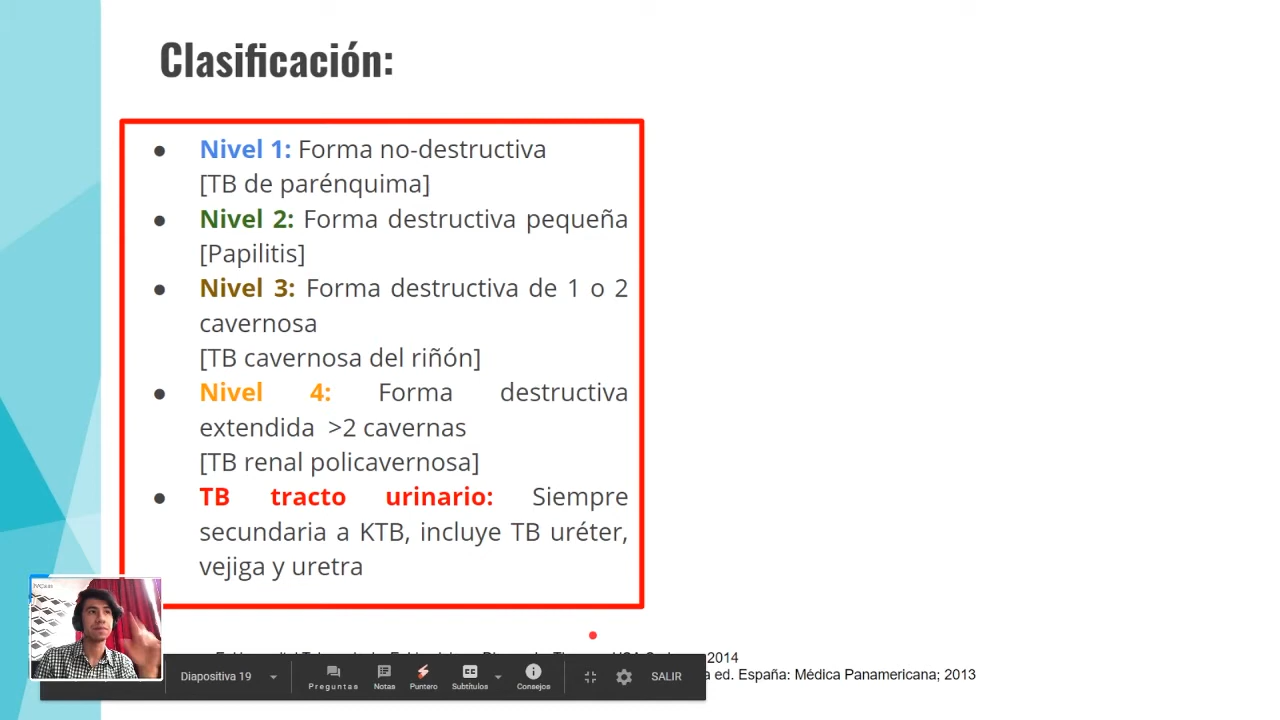 Clasificación:
● Nivel 1: Forma no-destructiva
[TB de parénquima]
● Nivel 2: Forma destructiva pequeña
[Papilitis]
● Nivel 3: Forma destructiva de 1 o 2
cavernosa
[TB cavernosa del riñón]
● Nivel 4: Forma destructiva
extendida >2 cavernas
[TB renal policavernosa]
● TB tracto urinario: Siempre
secundaria a KTB, incluye TB uréter,
vejiga y uretra
2014
a ed. España: Médica Panamericana; 2013
Diapositiva 19
Preguntas
Notas
Puntero
Subtítulos
Consejos
SALIR